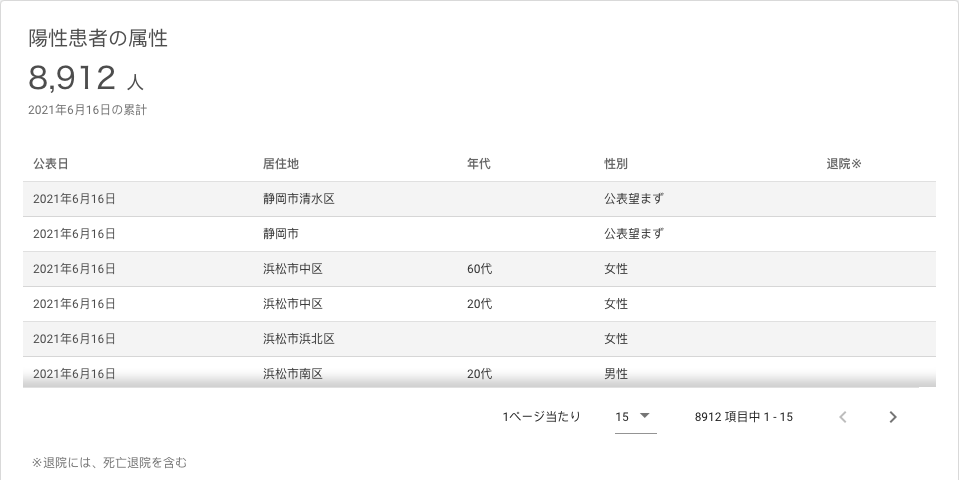 陽性患者の属性
8,912 人
2021年6月16日の累計
公表日 居住地 年代 性別 退院※
2021年6月16日 静岡市清水区 公表望まず
2021年6月16日 静岡市 公表望まず
2021年6月16日 浜松市中区 60代 女性
2021年6月16日 浜松市中区 20代 女性
2021年6月16日 浜松市浜北区 女性
2021年6月16日 浜松市南区 20代 男性
1ページ当たり 15 8912 項目中 1 - 15
※退院には、死亡退院を含む